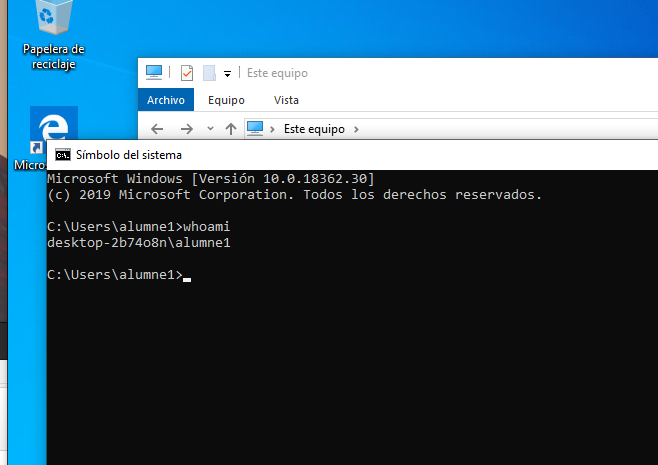 Papelera de
reciclaje
Este equipo
Archivo
Equipo
Vista
Este equipo
Símbolo del sistema
Microsoft Windows [Versión 10.0.18362.30]
(c) 2019 Microsoft Corporation. Todos los derechos reservados.
C:\Users\alumne1>whoami
desktop-2b74o8n\alumne1
C:\Users\alumne1>